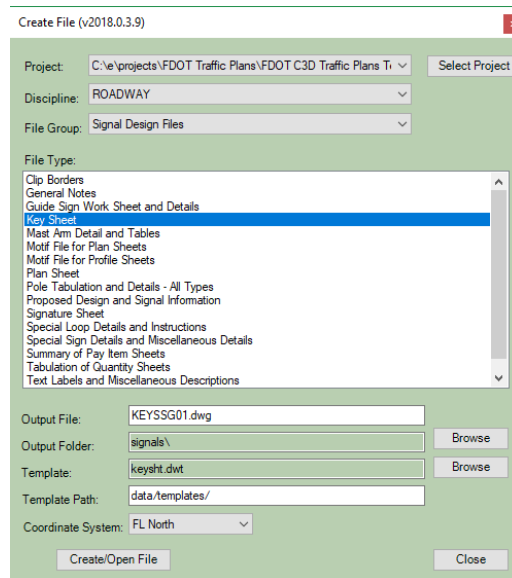 Create File (v2018.0.3.9)
Project: C:\e\projects\FDOT Traffic Plans\FDOT C3D Traffic Plans Select Project
Discipline: ROADWAY
File Group: Signal Design Files
File Type:
Clip Borders
General Notes
Guide Sign Work Sheet and Details
Key Sheet
Mast Arm Detail and Tables
Motif File for Plan Sheets
Motif File for Profile Sheets
Plan Sheet
Pole Tabulation and Details - All Types
Proposed Design and Signal Information
Signature Sheet
Special Loop Details and Instructions
Special Sign Details and Miscellaneous Details
Summary of Pay Item Sheets
Tabulation of Quantity Sheets
Text Labels and Miscellaneous Descriptions
Output File: KEYSSG01.dwg
Output Folder: signals\ Browse
Template: keysht.dwt Browse
Template Path: data/templates/
Coordinate System: FL North
Create/Open File Close